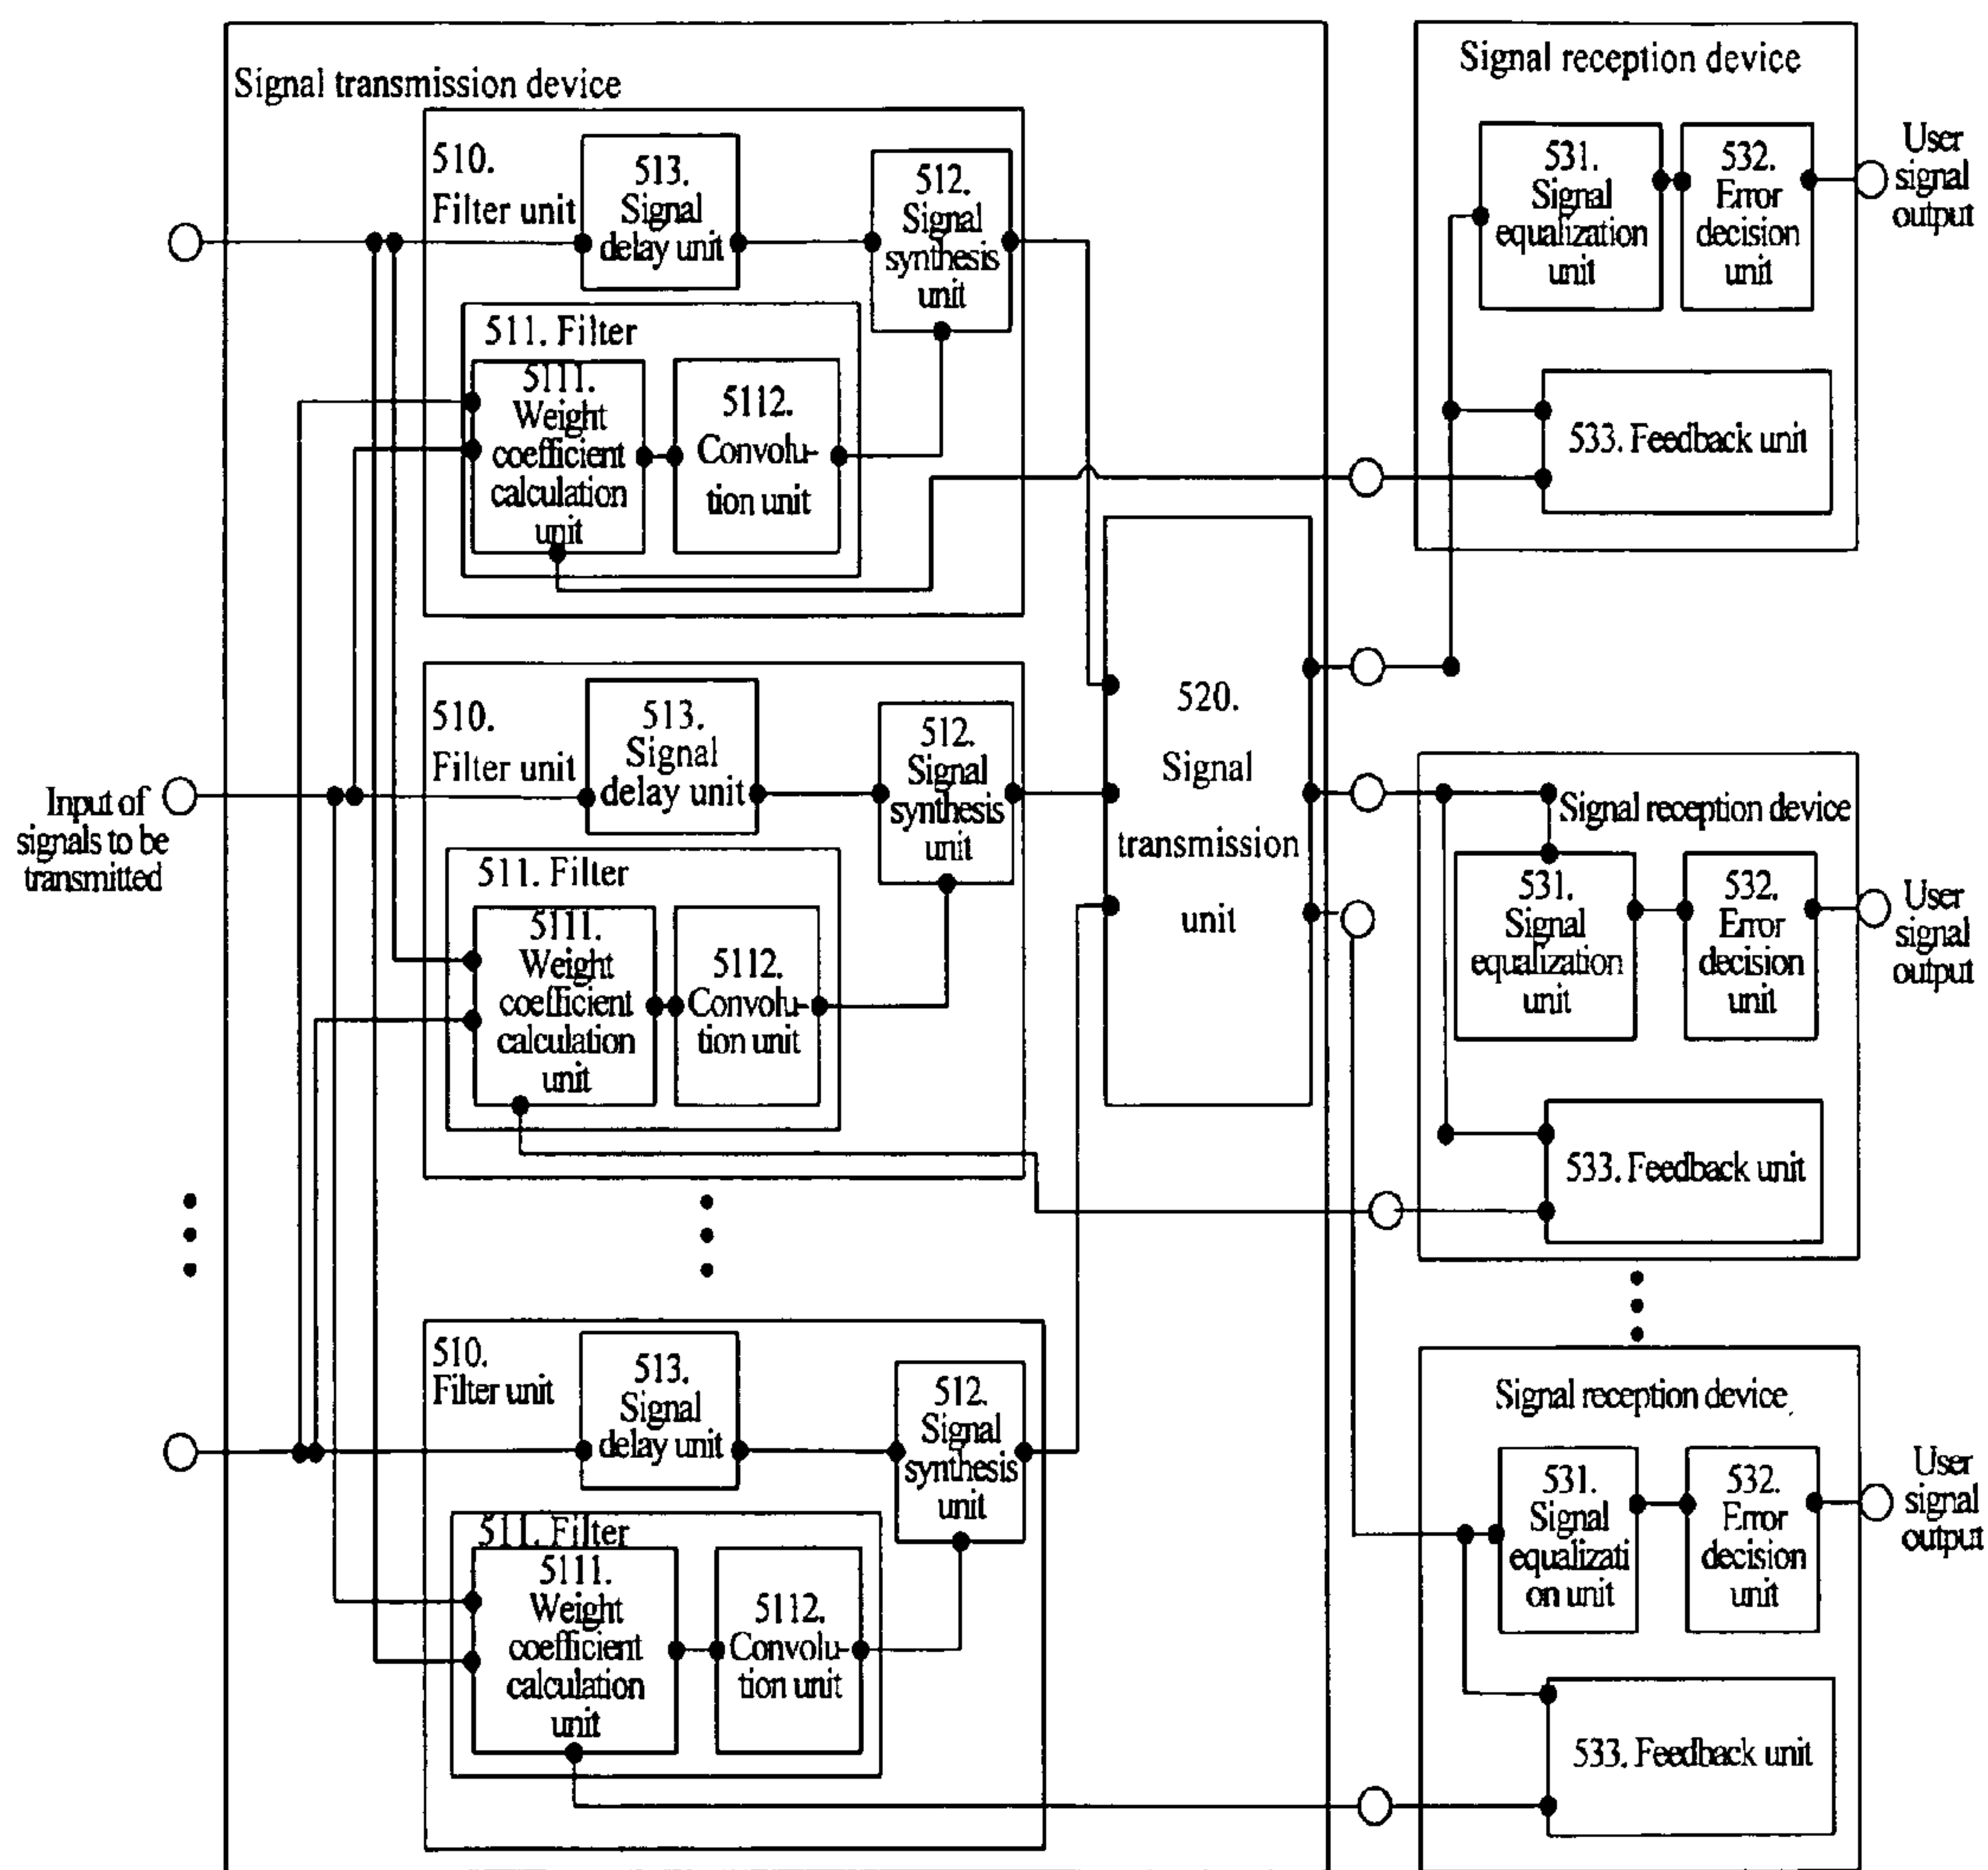 Signal transmission device
Input of
signals to be
transmitted
510.
Filter unit
513.
Signal
delay unit
512.
Signal
synthesis
unit
511. Filter
5111.
Weight
coefficient
calculation
unit
5112.
Convolu-
tion unit
510.
Filter unit
513.
Signal
delay unit
512.
Signal
synthesis
unit
511. Filter
5111.
Weight
coefficient
calculation
unit
5112.
Convolu-
tion unit
510.
Filter unit
513.
Signal
delay unit
512.
Signal
synthesis
unit
511. Filter
5111.
Weight
coefficient
calculation
unit
5112.
Convolu-
tion unit
520.
Signal
transmission
unit
Signal reception device
531.
Signal
equalization
unit
532.
Error
decision
unit
533. Feedback unit
User
signal
output
Signal reception device
531.
Signal
equalization
unit
532.
Error
decision
unit
533. Feedback unit
User
signal
output
Signal reception device
531.
Signal
equalizati
on unit
532.
Error
decision
unit
533. Feedback unit
User
signal
output